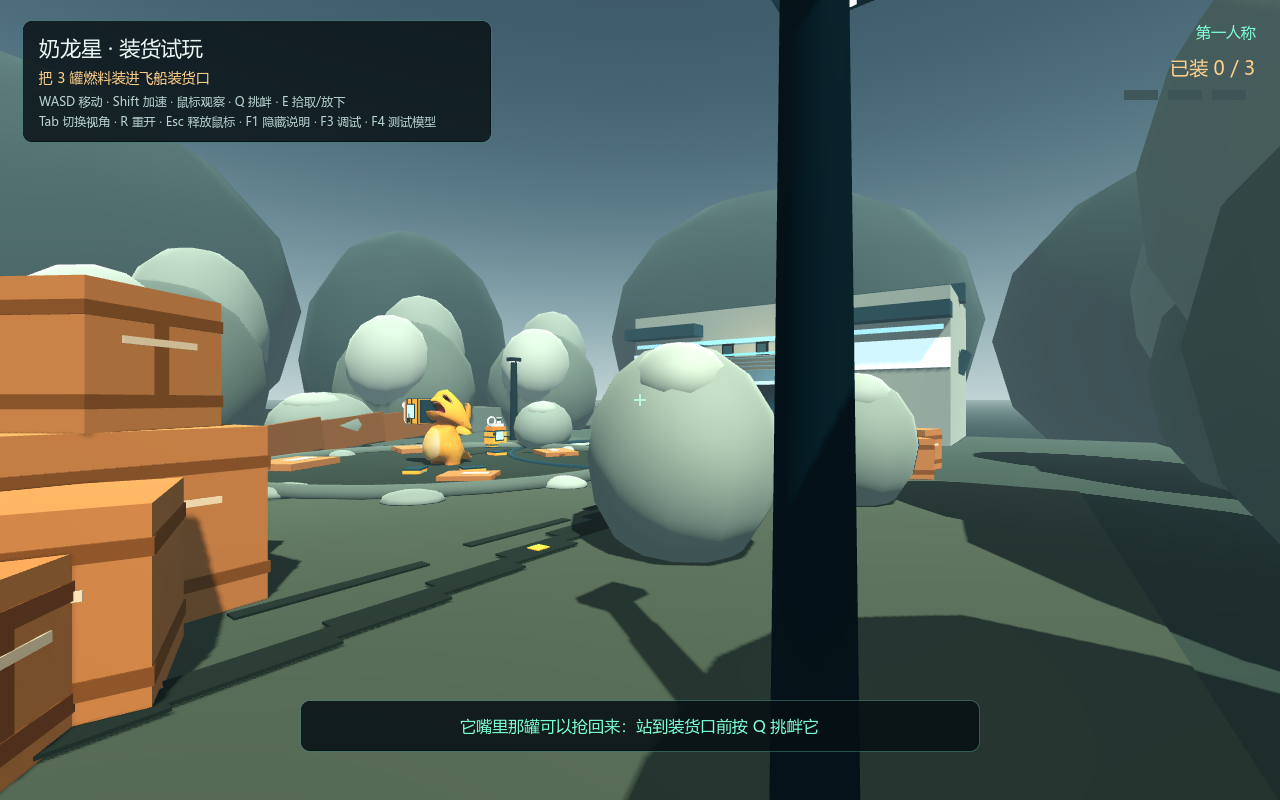 奶龙星 · 装货试玩
把 3 罐燃料装进飞船装货口
WASD 移动 · Shift 加速 · 鼠标观察 · Q 挑衅 · E 拾取/放下
Tab 切换视角 · R 重开 · Esc 释放鼠标 · F1 隐藏说明 · F3 调试 · F4 测试模型
第一人称
已装 0 / 3
它嘴里那罐可以抢回来：站到装货口前按 Q 挑衅它